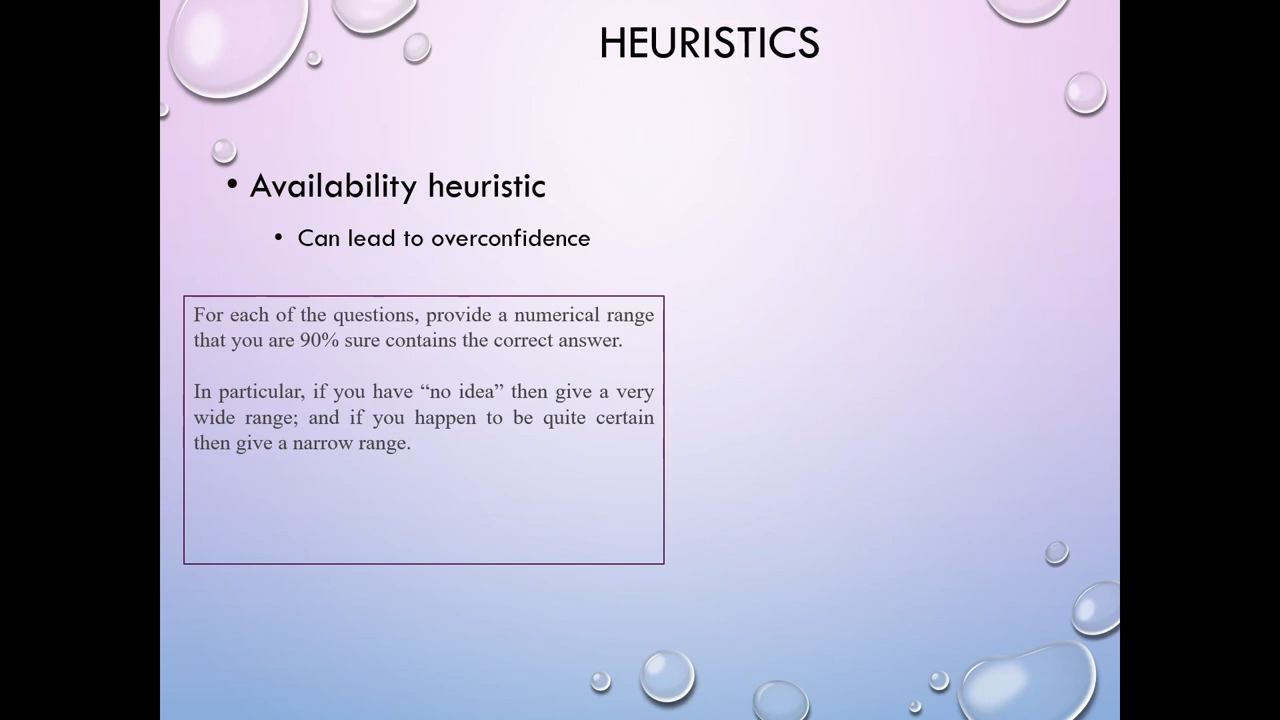 HEURISTICS
• Availability heuristic
• Can lead to overconfidence
For each of the questions, provide a numerical range
that you are 90% sure contains the correct answer.
In particular, if you have “no idea” then give a very
wide range; and if you happen to be quite certain
then give a narrow range.